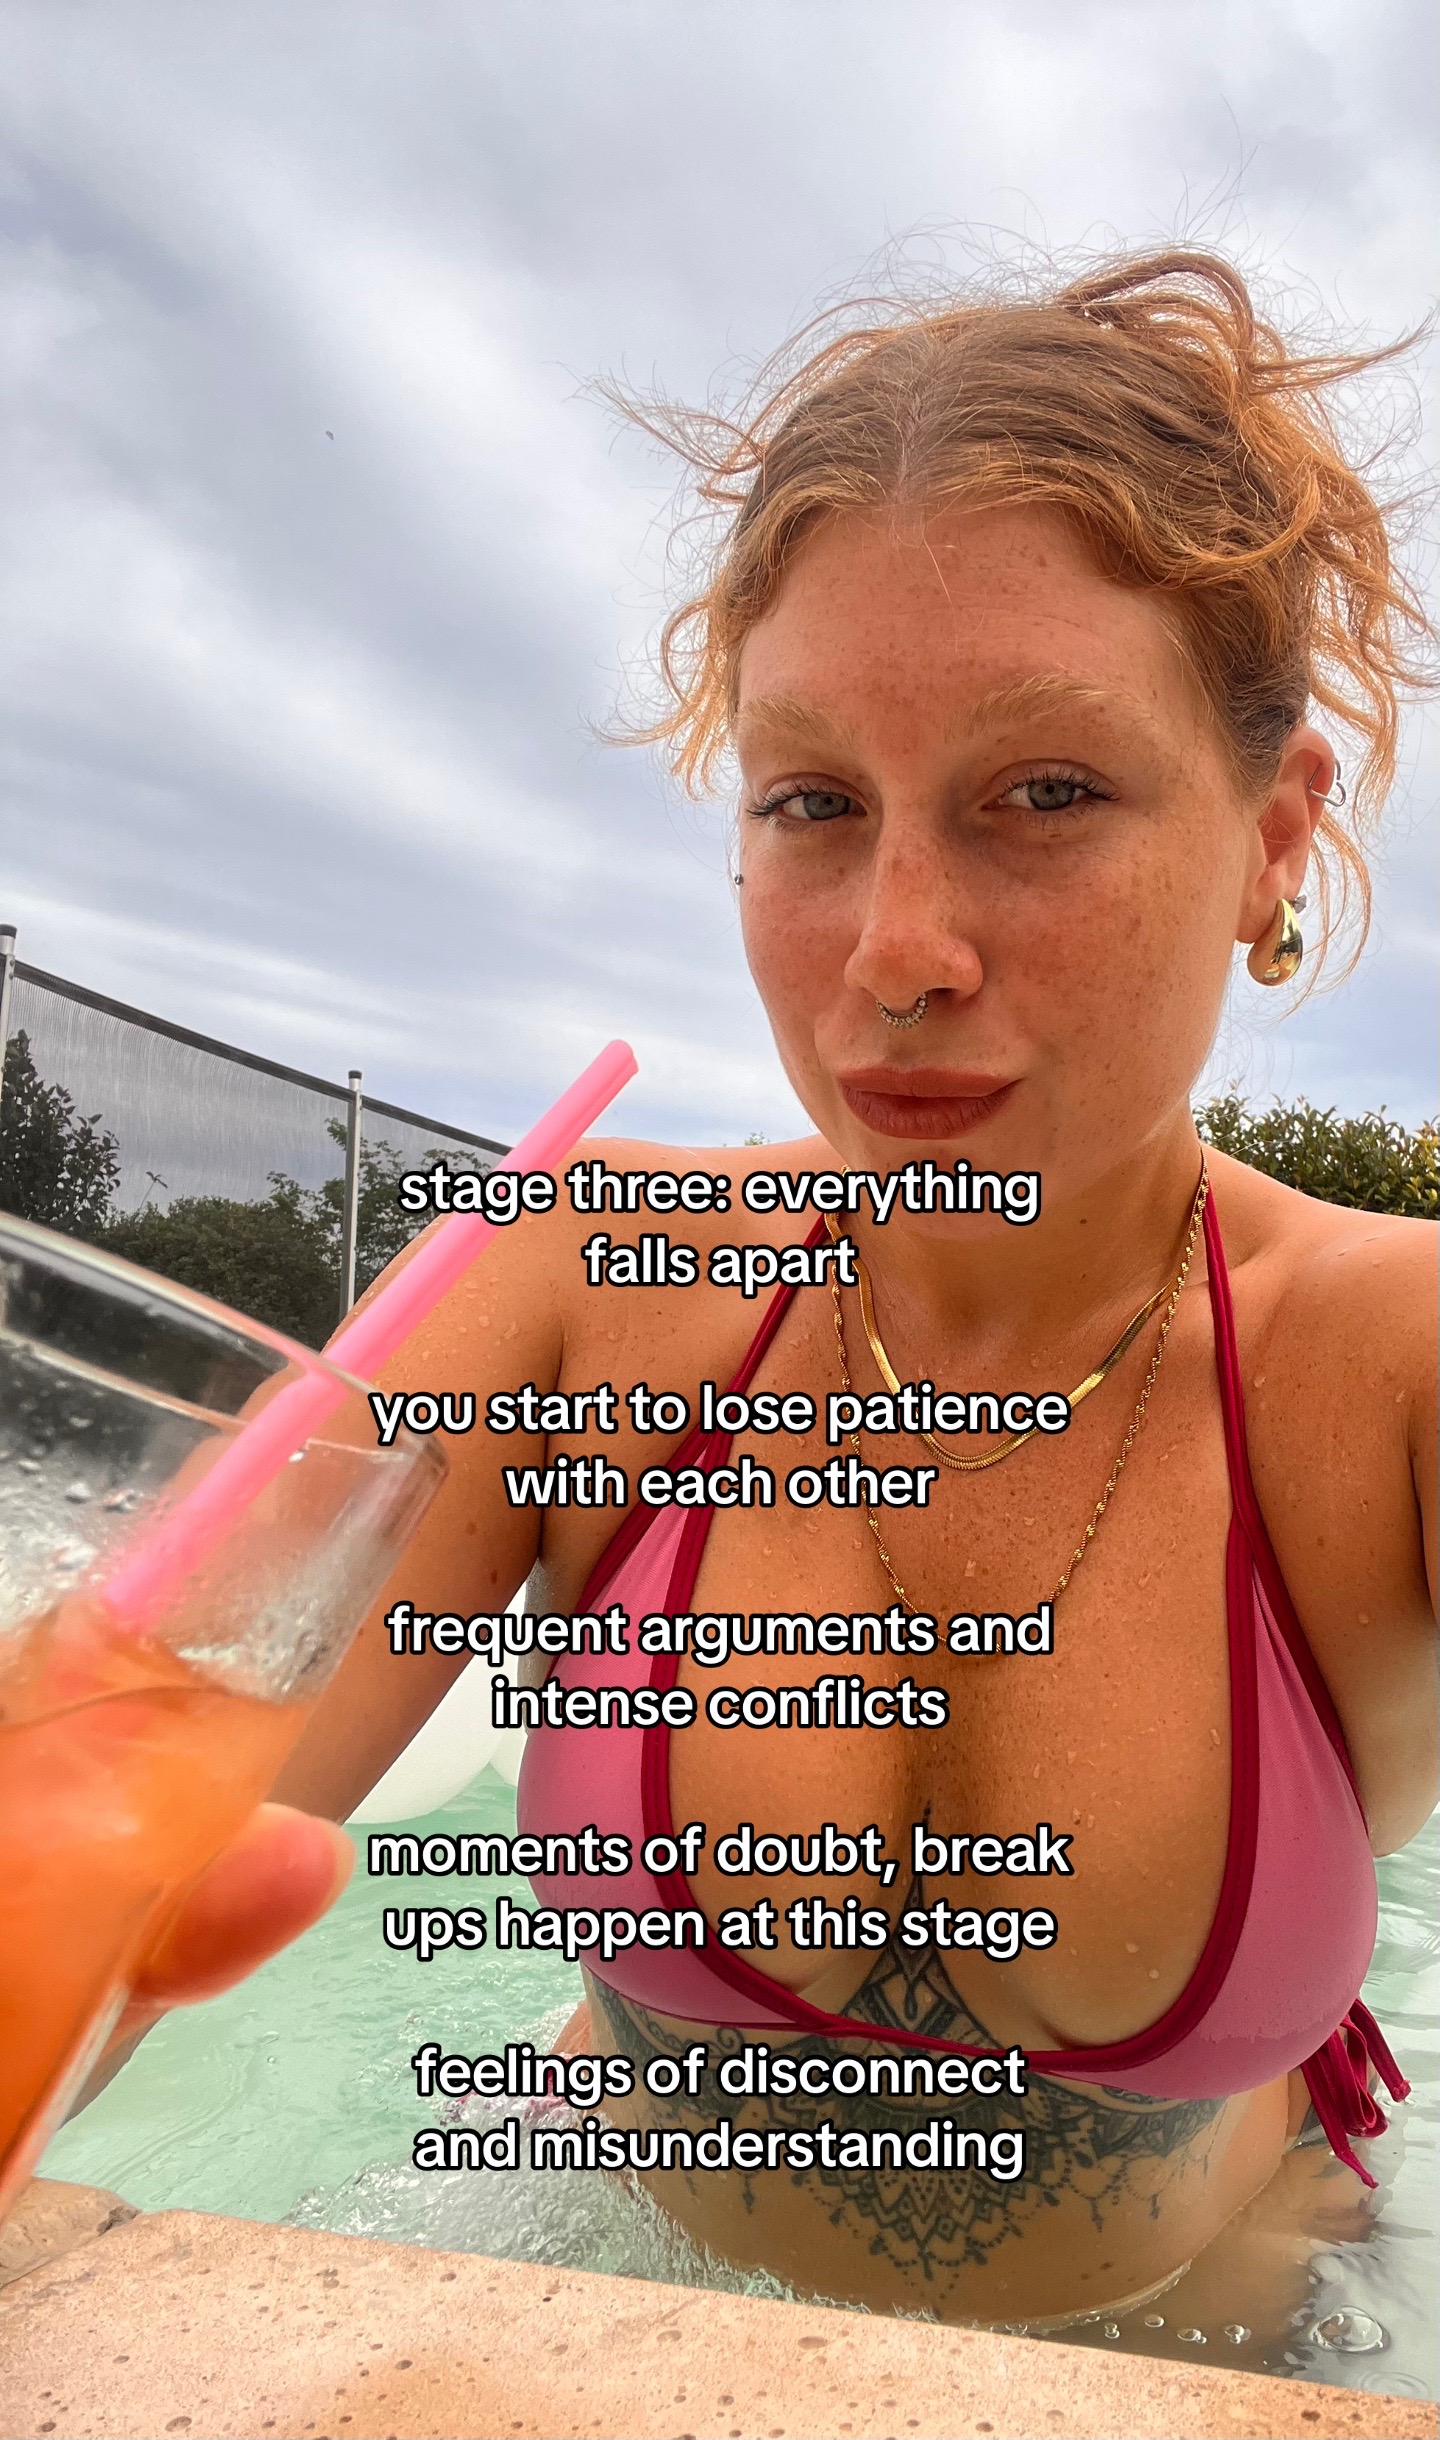 stage three: everything
falls apart
you start to lose patience
with each other
frequent arguments and
intense conflicts
moments of doubt, break
ups happen at this stage
feelings of disconnect
and misunderstanding